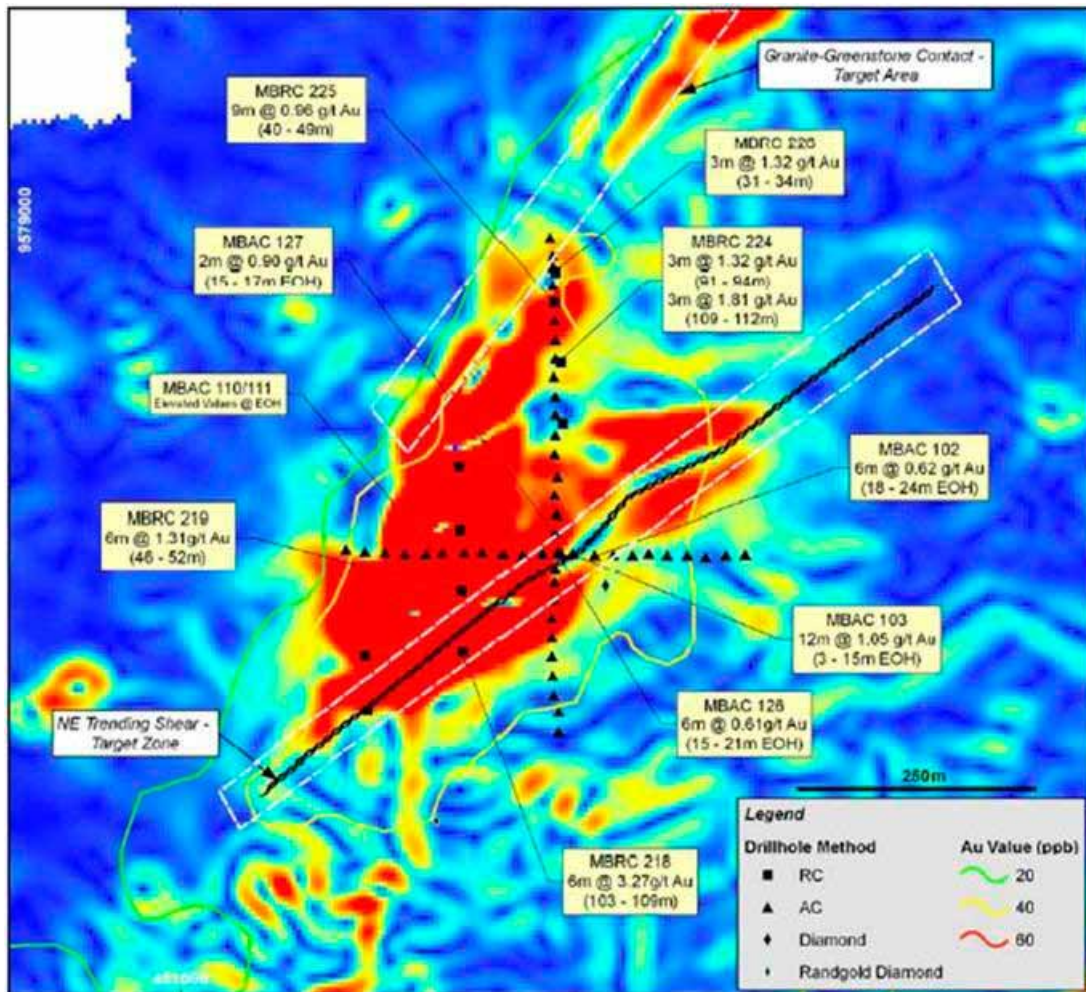 Granite-Greenstone Contact -
Target Area
MBRC 225
9m @ 0.96 g/t Au
(40 - 49m)
MBRC 226
3m @ 1.32 g/t Au
(31 - 34m)
9579000
MBAC 127
2m @ 0.90 g/t Au
(15 - 17m EOH)
MBRC 224
3m @ 1.32 g/t Au
(91 - 94m)
3m @ 1.81 g/t Au
(109 - 112m)
MBAC 110/111
Elevated Values @ EOH
MBAC 102
6m @ 0.62 g/t Au
(18 - 24m EOH)
MBRC 219
6m @ 1.31g/t Au
(46 - 52m)
MBAC 103
12m @ 1.05 g/t Au
(3 - 15m EOH)
MBAC 126
6m @ 0.61g/t Au
(15 - 21m EOH)
NE Trending Shear -
Target Zone
250m
MBRC 218
6m @ 3.27g/t Au
(103 - 109m)
Legend
Drillhole Method
Au Value (ppb)
RC
20
AC
40
Diamond
60
Randgold Diamond